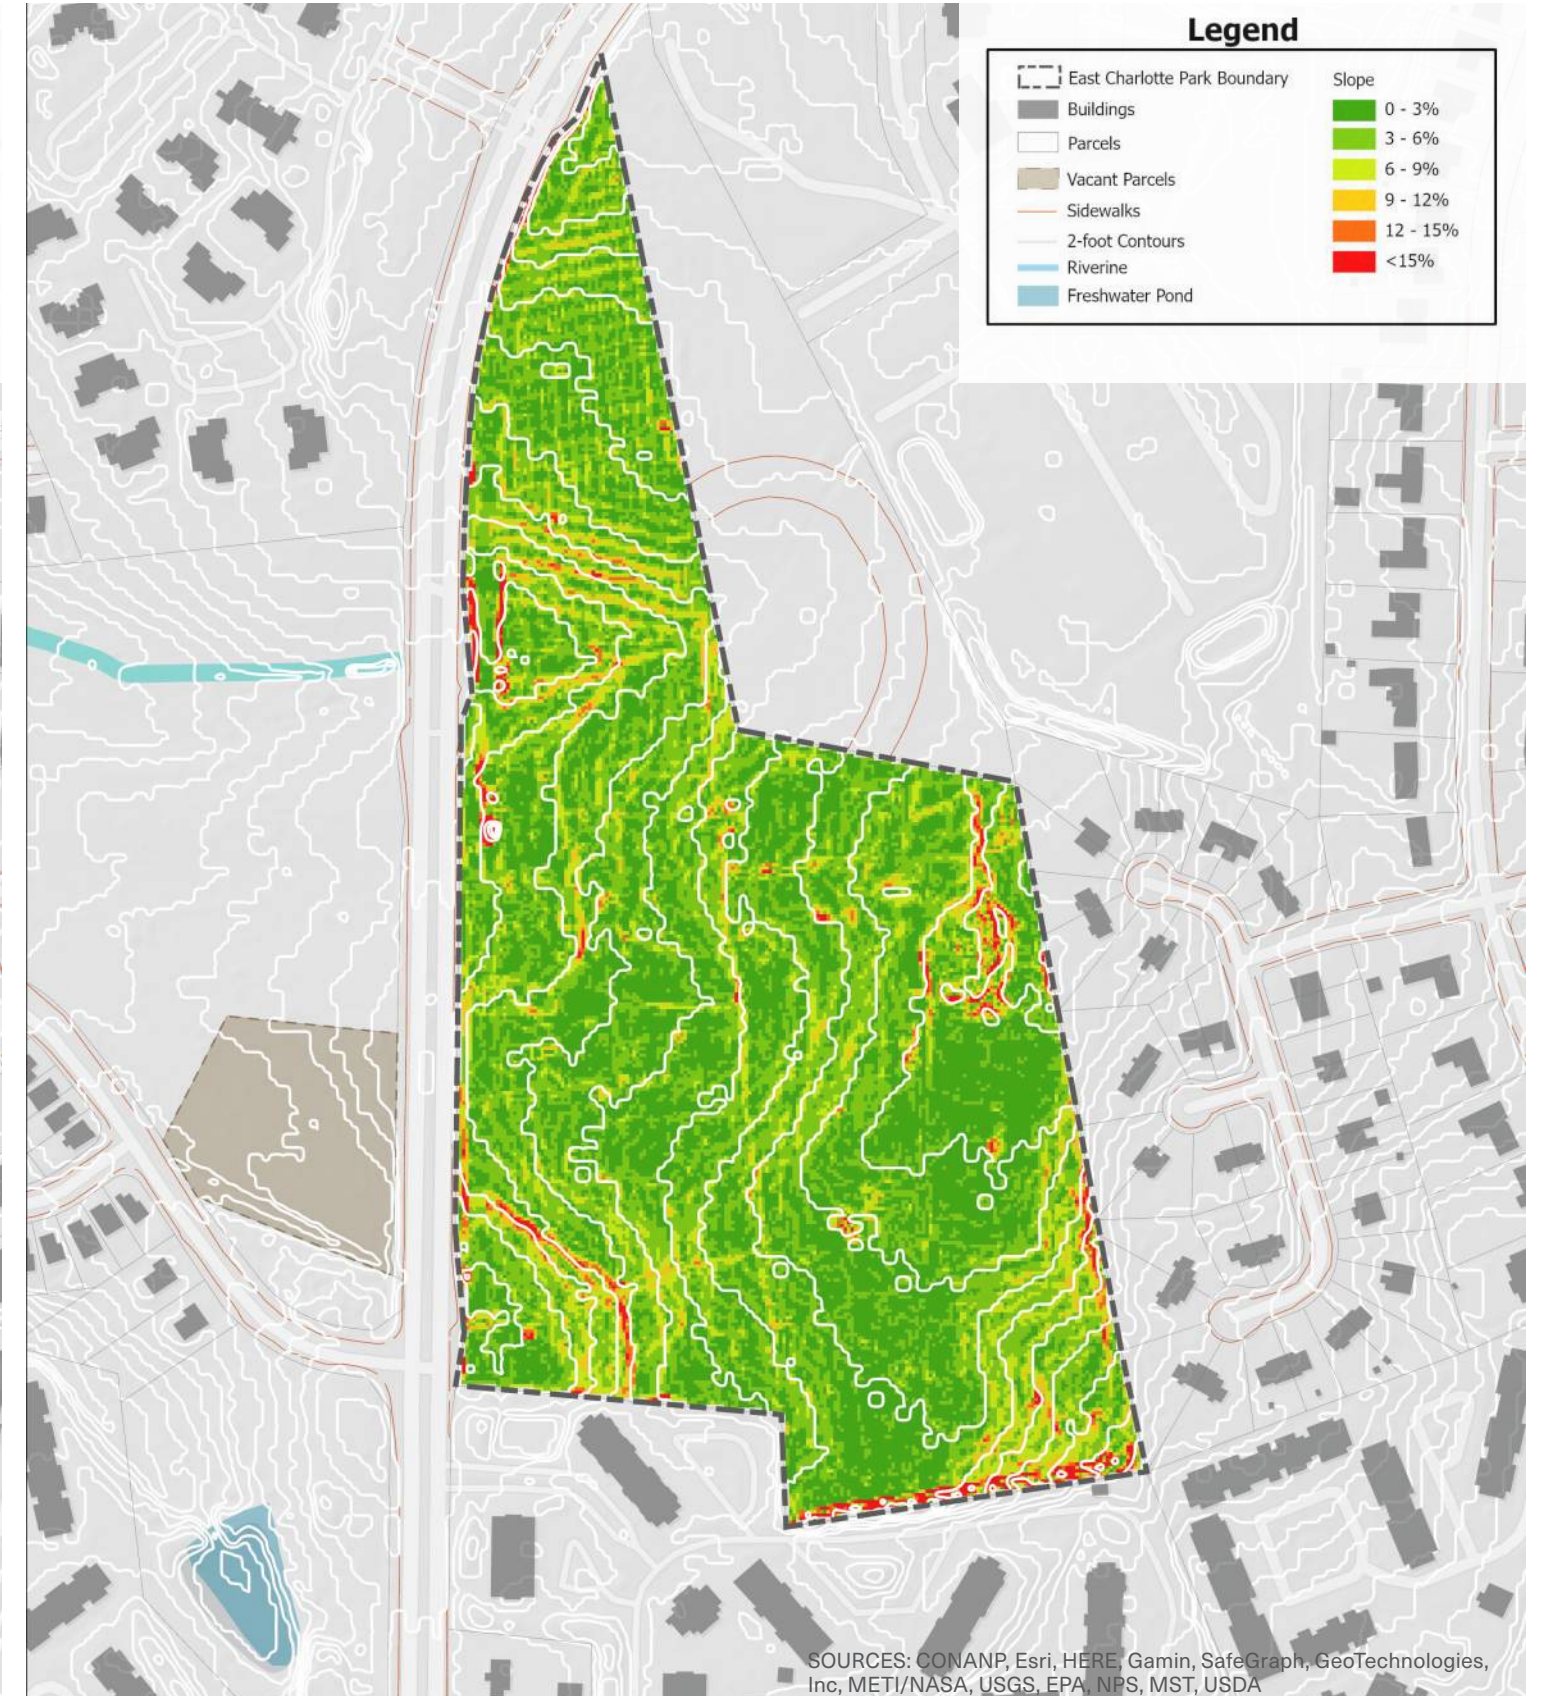 Legend
East Charlotte Park Boundary
Buildings
Parcels
Vacant Parcels
Sidewalks
2-foot Contours
Riverine
Freshwater Pond
Slope
0 - 3%
3 - 6%
6 - 9%
9 - 12%
12 - 15%
<15%
SOURCES: CONANP, Esri, HERE, Gamin, SafeGraph, GeoTechnologies,
Inc, METI/NASA, USGS, EPA, NPS, MST, USDA